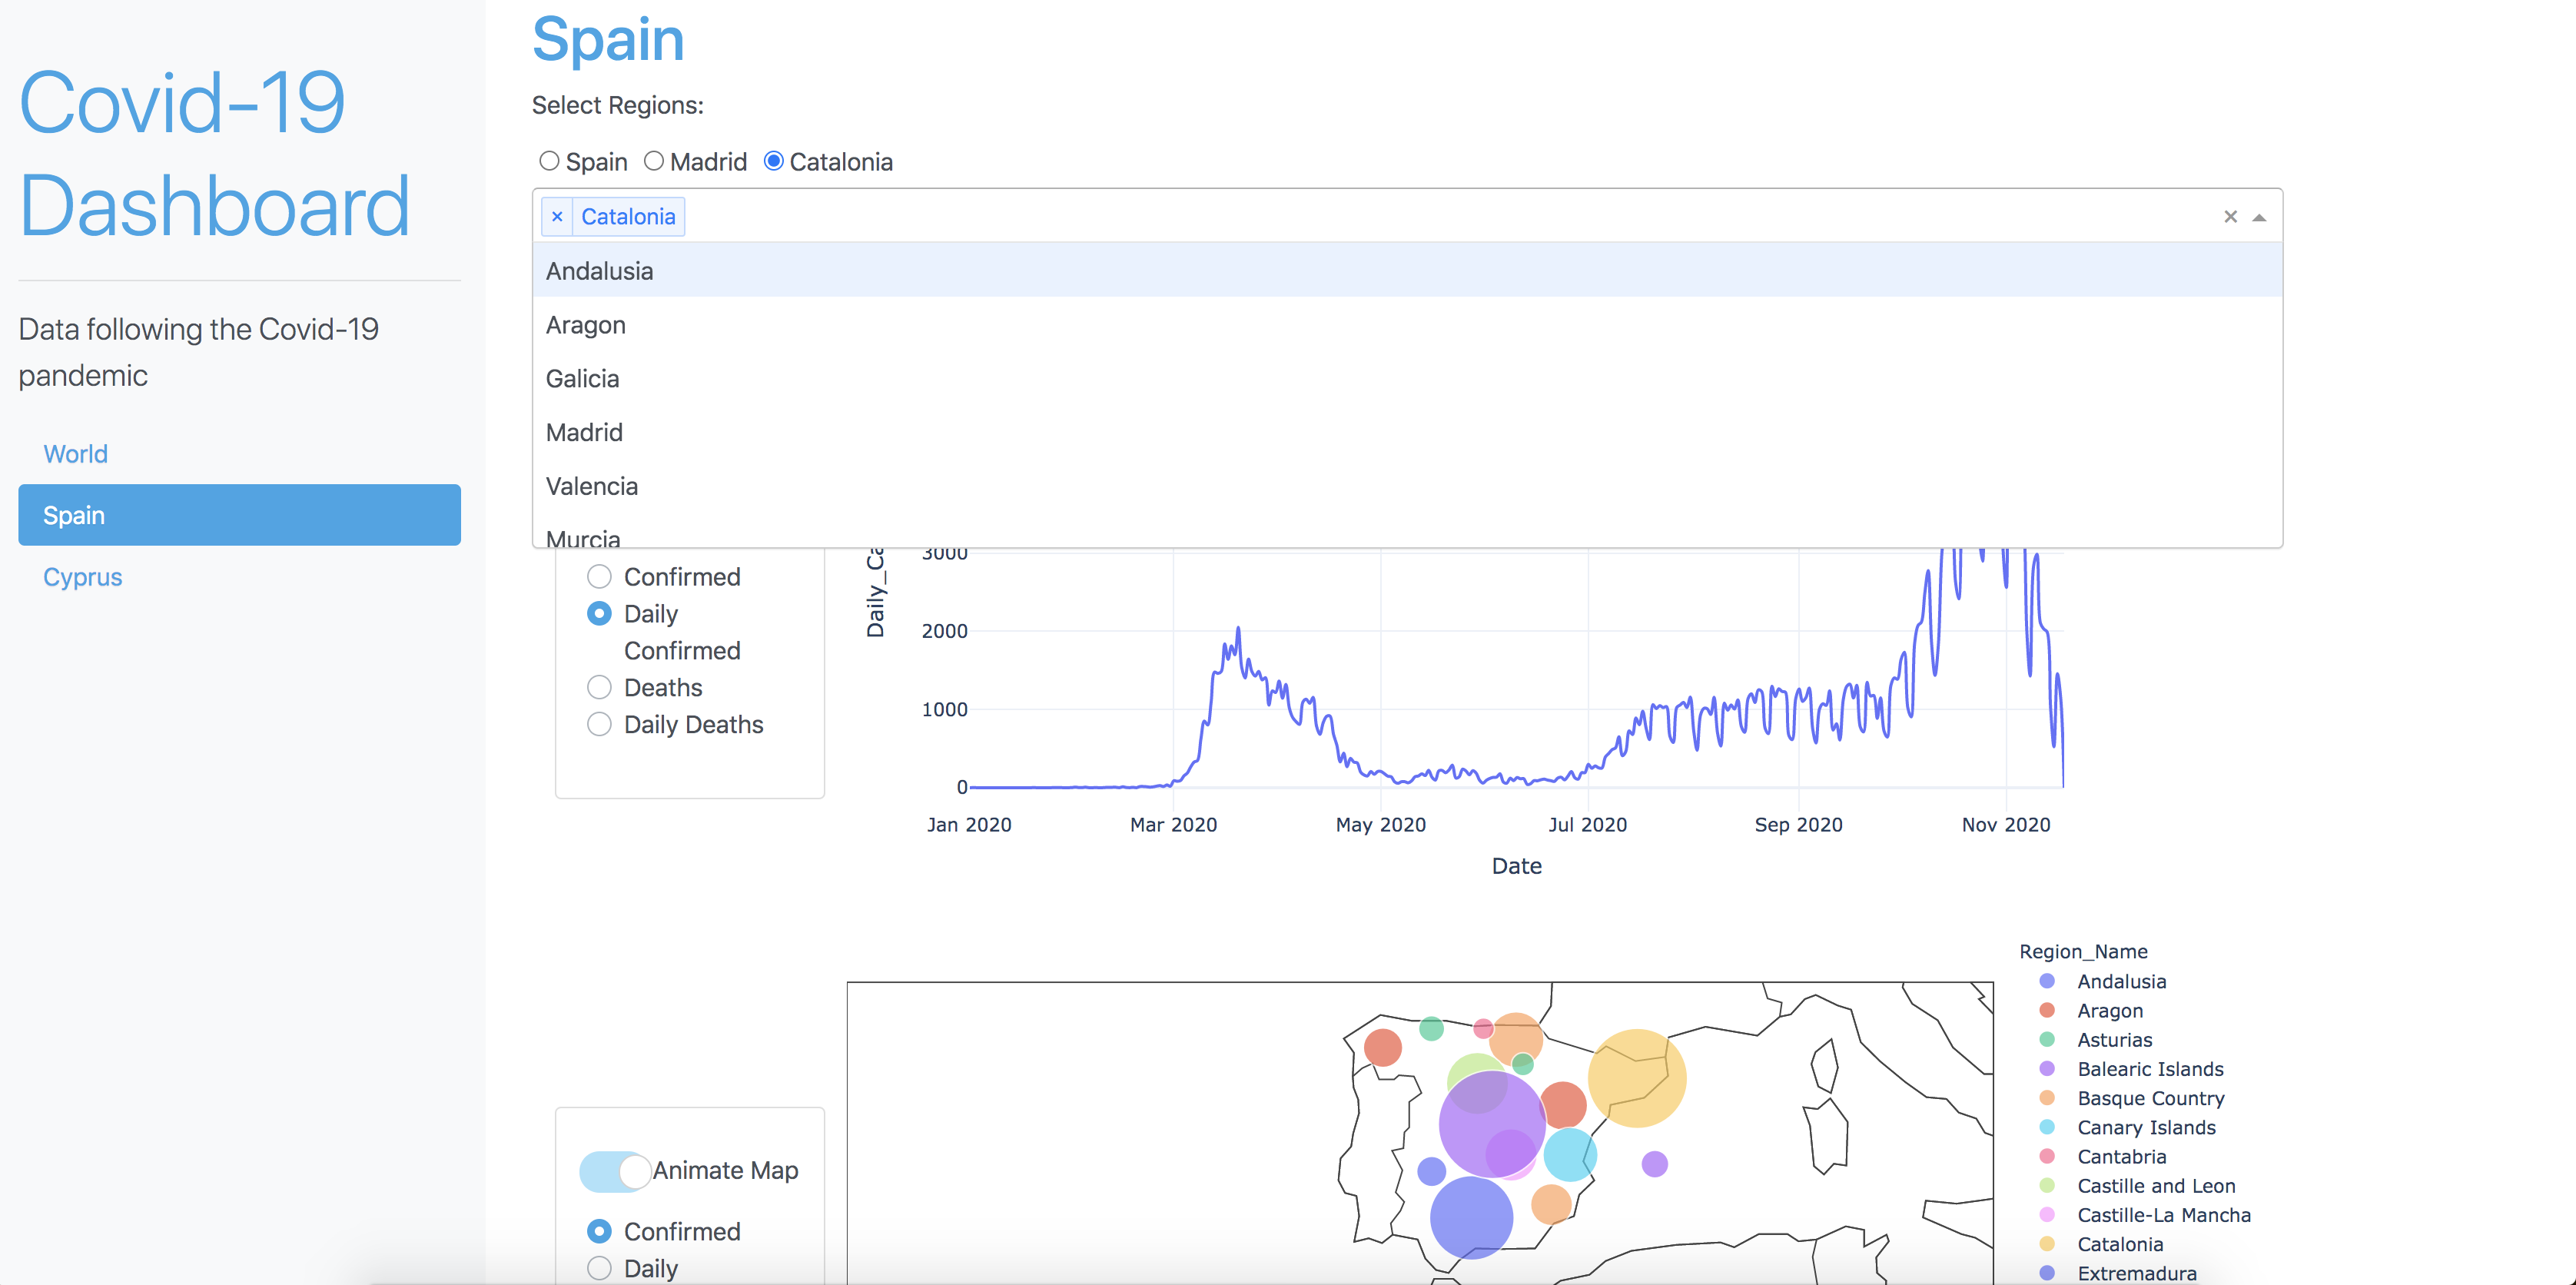 Covid-19
Dashboard
Data following the Covid-19
pandemic
World
Spain
Cyprus
Spain
Select Regions:
Spain Madrid Catalonia
× Catalonia ×
Andalusia
Aragon
Galicia
Madrid
Valencia
Murcia
Confirmed
Daily
Confirmed
Deaths
Daily Deaths
Daily_Ca
3000
2000
1000
0
Jan 2020 Mar 2020 May 2020 Jul 2020 Sep 2020 Nov 2020
Date
Animate Map
Confirmed
Daily
Region_Name
Andalusia
Aragon
Asturias
Balearic Islands
Basque Country
Canary Islands
Cantabria
Castille and Leon
Castille-La Mancha
Catalonia
Extremadura